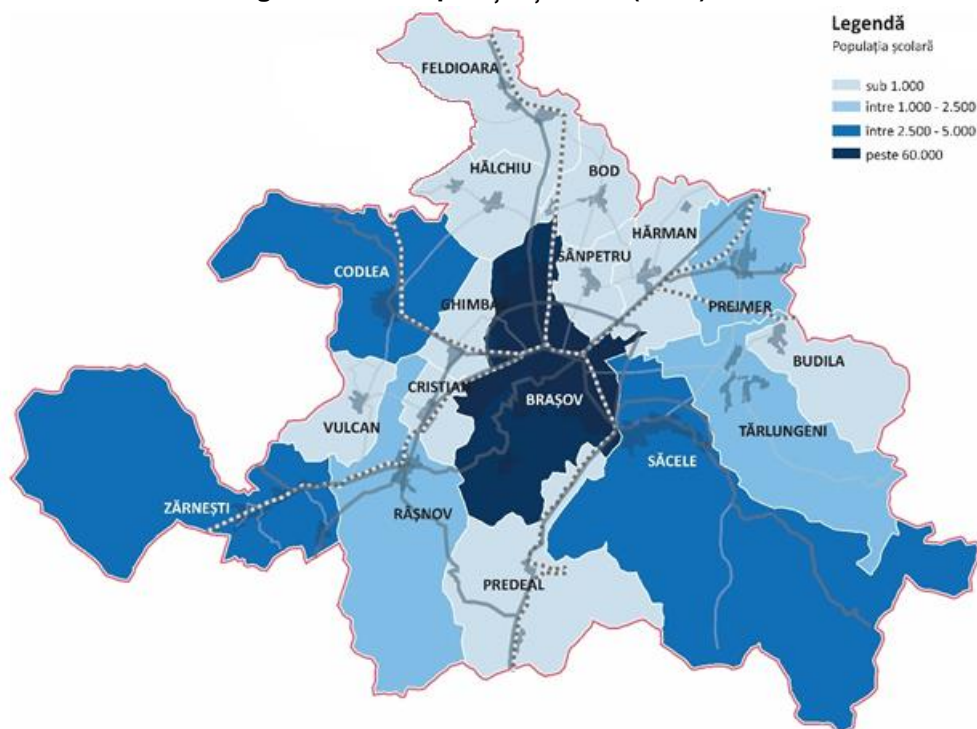 Legendă
Populația școlară
sub 1.000
între 1.000 - 2.500
între 2.500 - 5.000
peste 60.000
FELDIOARA
HĂLCHIU
BOD
HĂRMAN
SÂNPETRU
CODLEA
GHIMBAV
PREJMER
BUDILA
CRISTIAN
BRAȘOV
VULCAN
TĂRLUNGENI
SĂCELE
ZĂRNEȘTI
RÂȘNOV
PREDEAL